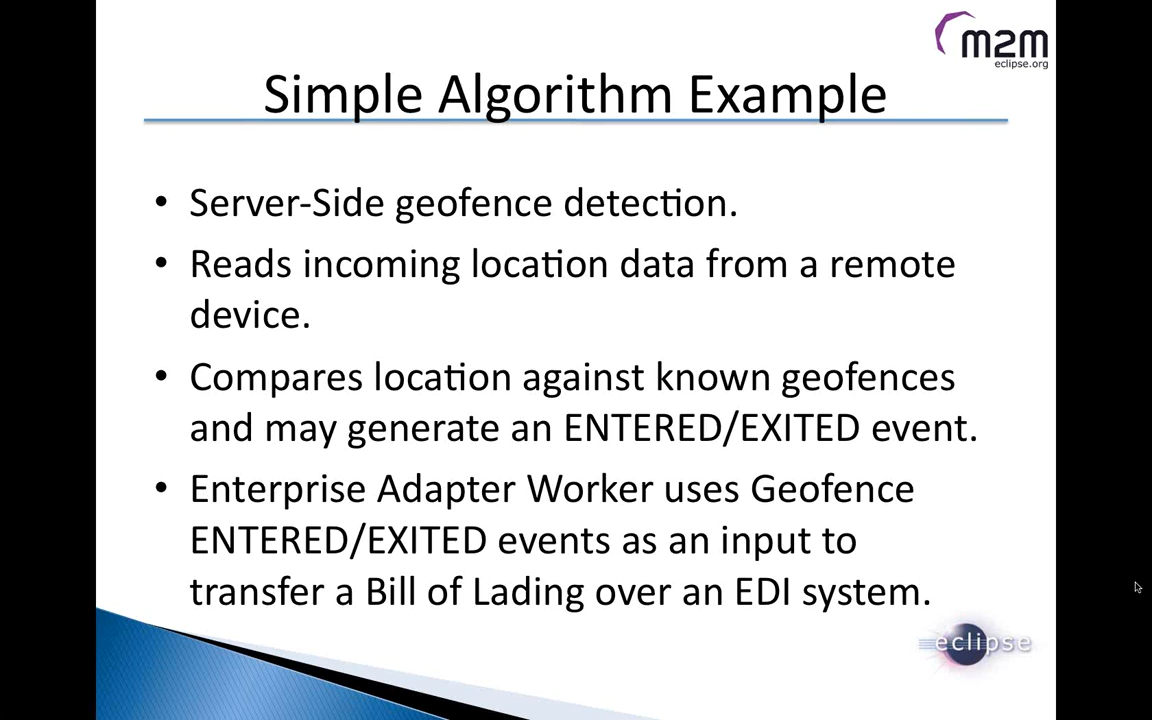 m2m
eclipse.org
Simple Algorithm Example
• Server-Side geofence detection.
• Reads incoming location data from a remote
device.
• Compares location against known geofences
and may generate an ENTERED/EXITED event.
• Enterprise Adapter Worker uses Geofence
ENTERED/EXITED events as an input to
transfer a Bill of Lading over an EDI system.
eclipse